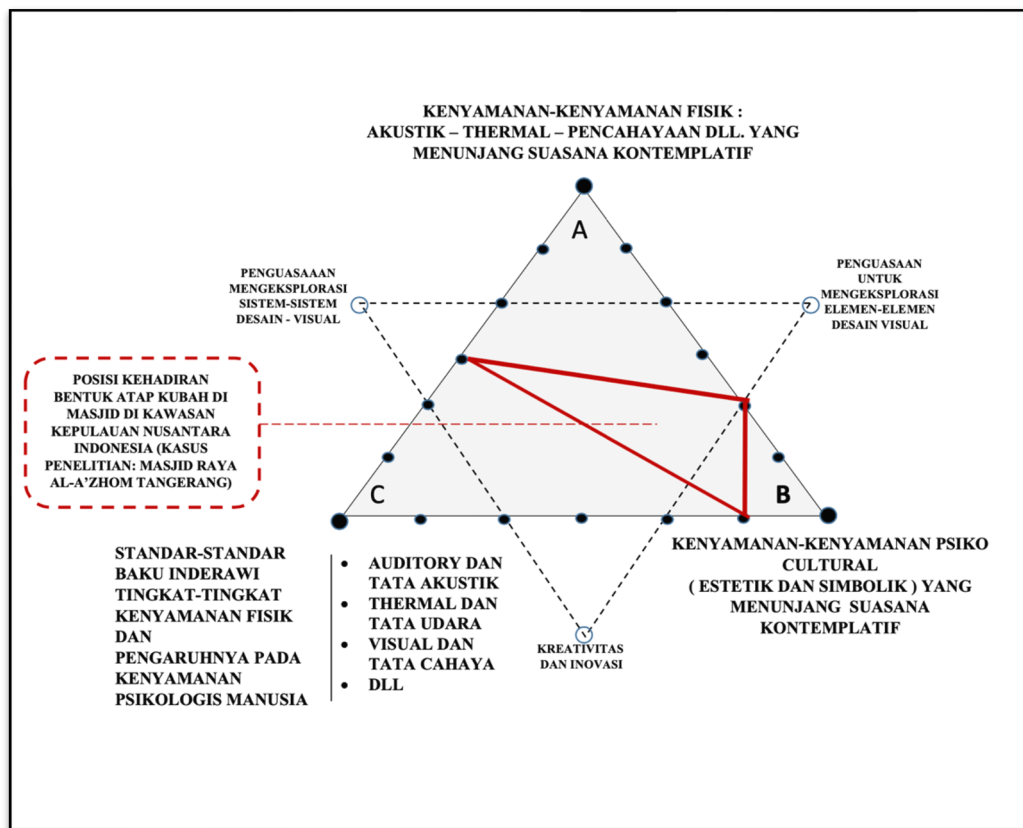 KENYAMANAN-KENYAMANAN FISIK :
AKUSTIK – THERMAL – PENCAHAYAAN DLL. YANG
MENUNJANG SUASANA KONTEMPLATIF
A
PENGUASAAAN
MENGEKSPLORASI
SISTEM-SISTEM
DESAIN - VISUAL
PENGUASAAN
UNTUK
MENGEKSPLORASI
ELEMEN-ELEMEN
DESAIN VISUAL
POSISI KEHADIRAN
BENTUK ATAP KUBAH DI
MASJID DI KAWASAN
KEPULAUAN NUSANTARA
INDONESIA (KASUS
PENELITIAN: MASJID RAYA
AL-A’ZHOM TANGERANG)
C
B
STANDAR-STANDAR
BAKU INDERAWI
TINGKAT-TINGKAT
KENYAMANAN FISIK
DAN
PENGARUHNYA PADA
KENYAMANAN
PSIKOLOGIS MANUSIA
• AUDITORY DAN
TATA AKUSTIK
• THERMAL DAN
TATA UDARA
• VISUAL DAN
TATA CAHAYA
• DLL
KREATIVITAS
DAN INOVASI
KENYAMANAN-KENYAMANAN PSIKO
CULTURAL
( ESTETIK DAN SIMBOLIK ) YANG
MENUNJANG SUASANA
KONTEMPLATIF